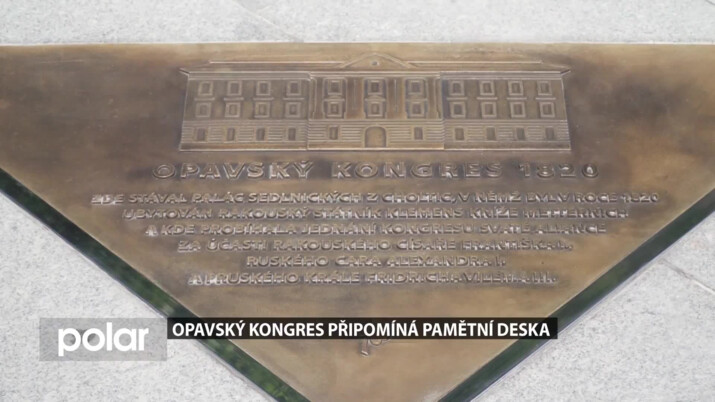 OPAVSKÝ KONGRES 1820
ZDE STÁVAL PALÁC SEDLNICKÝCH Z CHOLTIC, V NĚMŽ BYL V ROCE 1820
UBYTOVÁN RAKOUSKÝ STÁTNÍK KLEMENS KNÍŽE METTERNICH
A KDE PROBÍHALA JEDNÁNÍ KONGRESU SVATÉ ALIANCE
ZA ÚČASTI RAKOUSKÉHO CÍSAŘE FRANTIŠKA I.,
RUSKÉHO CARA ALEXANDRA I.
A PRUSKÉHO KRÁLE FRIDRICHA VILÉMA III.
polar
OPAVSKÝ KONGRES PŘIPOMÍNÁ PAMĚTNÍ DESKA